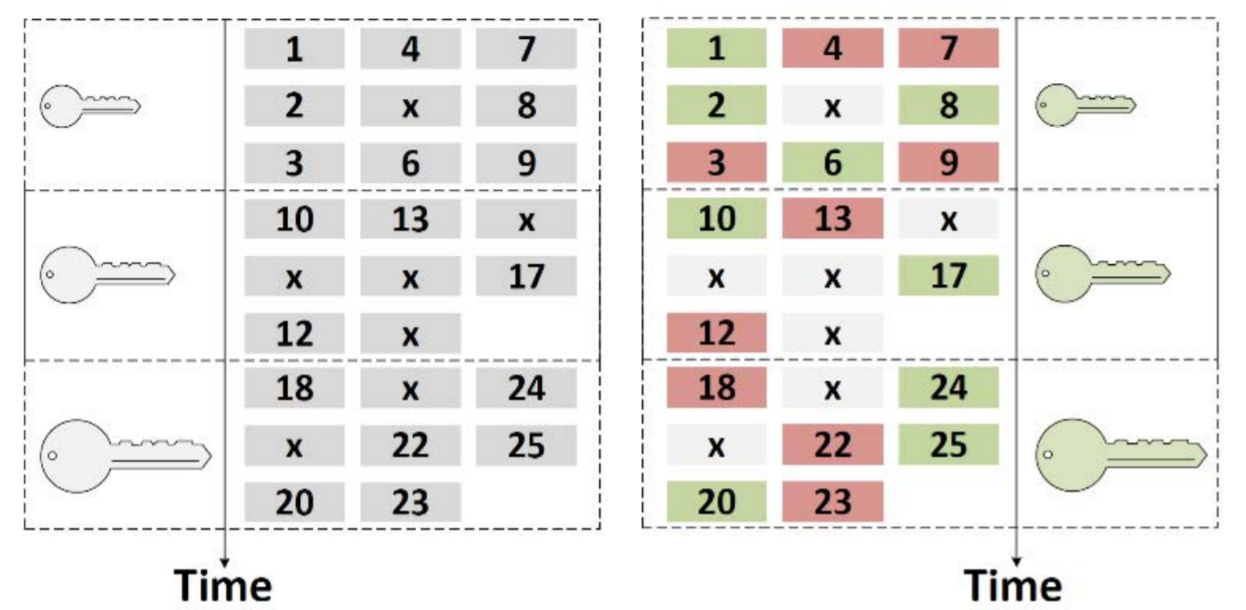 1 4 7 1 4 7
2 x 8 2 x 8
3 6 9 3 6 9
10 13 x 10 13 x
x x 17 x x 17
12 x 12 x
18 x 24 18 x 24
x 22 25 x 22 25
20 23 20 23
Time Time